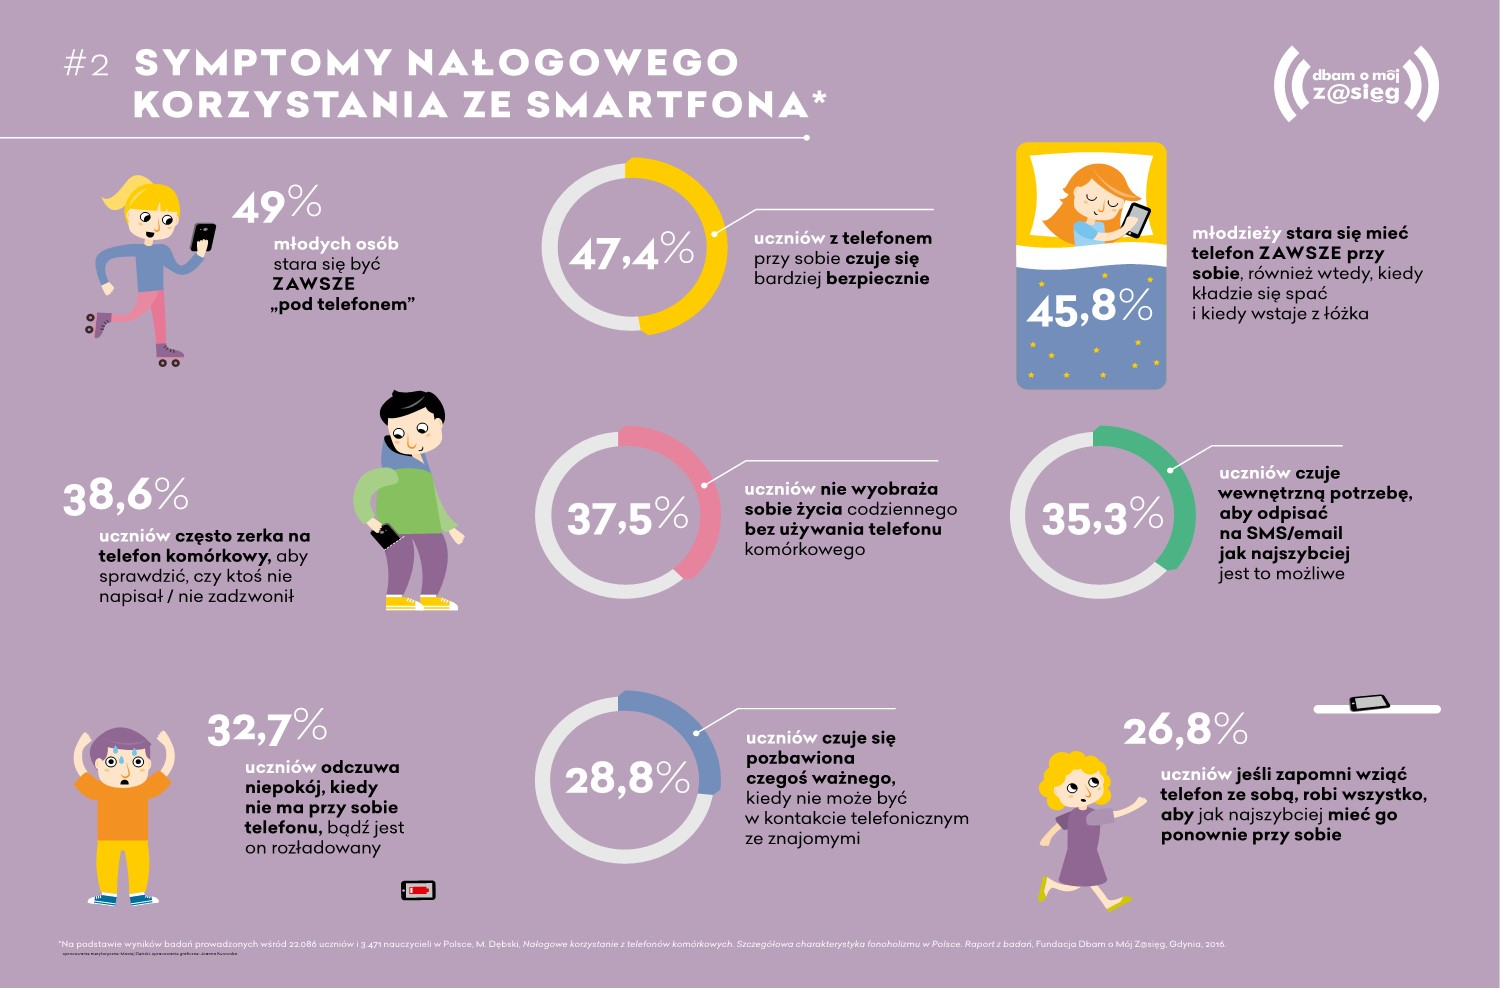 #2 SYMPTOMY NAŁOGOWEGO
KORZYSTANIA ZE SMARTFONA*
dbam o mój
z@sięg
49%
młodych osób
stara się być
ZAWSZE
„pod telefonem”
47,4%
uczniów z telefonem
przy sobie czuje się
bardziej bezpiecznie
45,8%
młodzieży stara się mieć
telefon ZAWSZE przy
sobie, również wtedy, kiedy
kładzie się spać
i kiedy wstaje z łóżka
38,6%
uczniów często zerka na
telefon komórkowy, aby
sprawdzić, czy ktoś nie
napisał / nie zadzwonił
37,5%
uczniów nie wyobraża
sobie życia codziennego
bez używania telefonu
komórkowego
35,3%
uczniów czuje
wewnętrzną potrzebę,
aby odpisać
na SMS/email
jak najszybciej
jest to możliwe
32,7%
uczniów odczuwa
niepokój, kiedy
nie ma przy sobie
telefonu, bądź jest
on rozładowany
28,8%
uczniów czuje się
pozbawiona
czegoś ważnego,
kiedy nie może być
w kontakcie telefonicznym
ze znajomymi
26,8%
uczniów jeśli zapomni wziąć
telefon ze sobą, robi wszystko,
aby jak najszybciej mieć go
ponownie przy sobie
*Na podstawie wyników badań prowadzonych wśród 22.086 uczniów i 3.471 nauczycieli w Polsce, M. Dębski, Nałogowe korzystanie z telefonów komórkowych. Szczegółowa charakterystyka fonoholizmu w Polsce. Raport z badań, Fundacja Dbam o Mój Z@sięg, Gdynia, 2016.
opracowanie merytoryczne: Maciej Dębski, opracowanie graficzne: Joanna